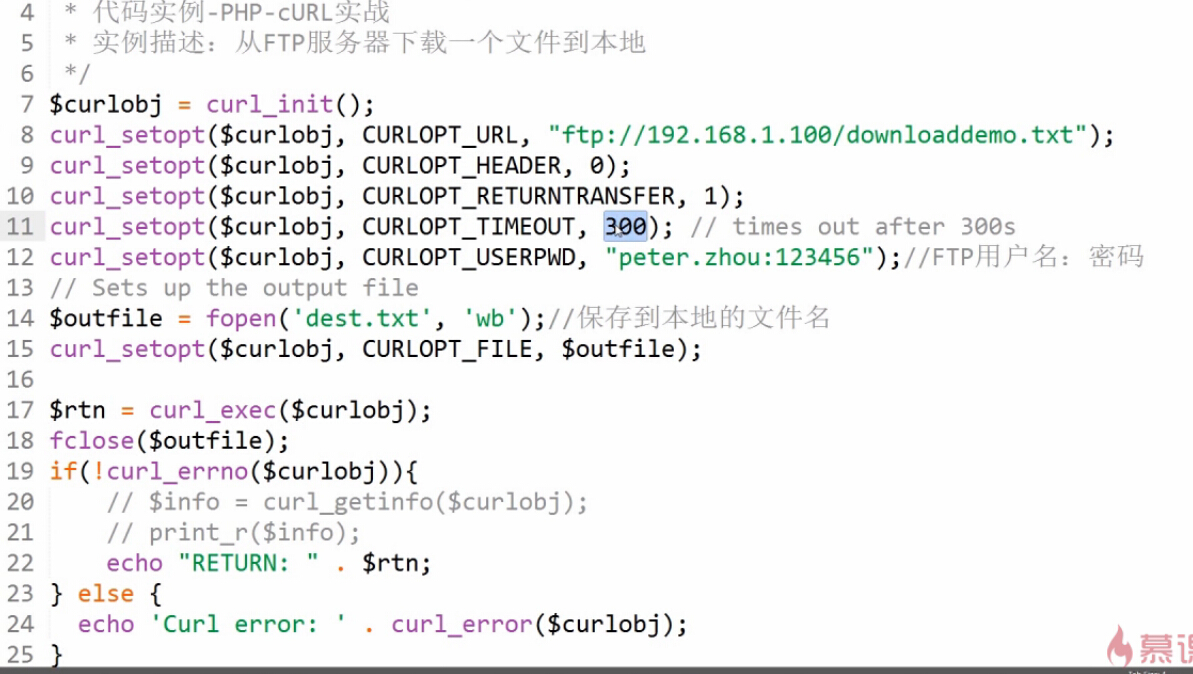 4 * 代码实例-PHP-cURL实战
5 * 实例描述：从FTP服务器下载一个文件到本地
6 */
7 $curlobj = curl_init();
8 curl_setopt($curlobj, CURLOPT_URL, "ftp://192.168.1.100/downloaddemo.txt");
9 curl_setopt($curlobj, CURLOPT_HEADER, 0);
10 curl_setopt($curlobj, CURLOPT_RETURNTRANSFER, 1);
11 curl_setopt($curlobj, CURLOPT_TIMEOUT, 300); // times out after 300s
12 curl_setopt($curlobj, CURLOPT_USERPWD, "peter.zhou:123456");//FTP用户名：密码
13 // Sets up the output file
14 $outfile = fopen('dest.txt', 'wb');//保存到本地的文件名
15 curl_setopt($curlobj, CURLOPT_FILE, $outfile);
16
17 $rtn = curl_exec($curlobj);
18 fclose($outfile);
19 if(!curl_errno($curlobj)){
20     // $info = curl_getinfo($curlobj);
21     // print_r($info);
22     echo "RETURN: " . $rtn;
23 } else {
24   echo 'Curl error: ' . curl_error($curlobj);
25 }
慕课